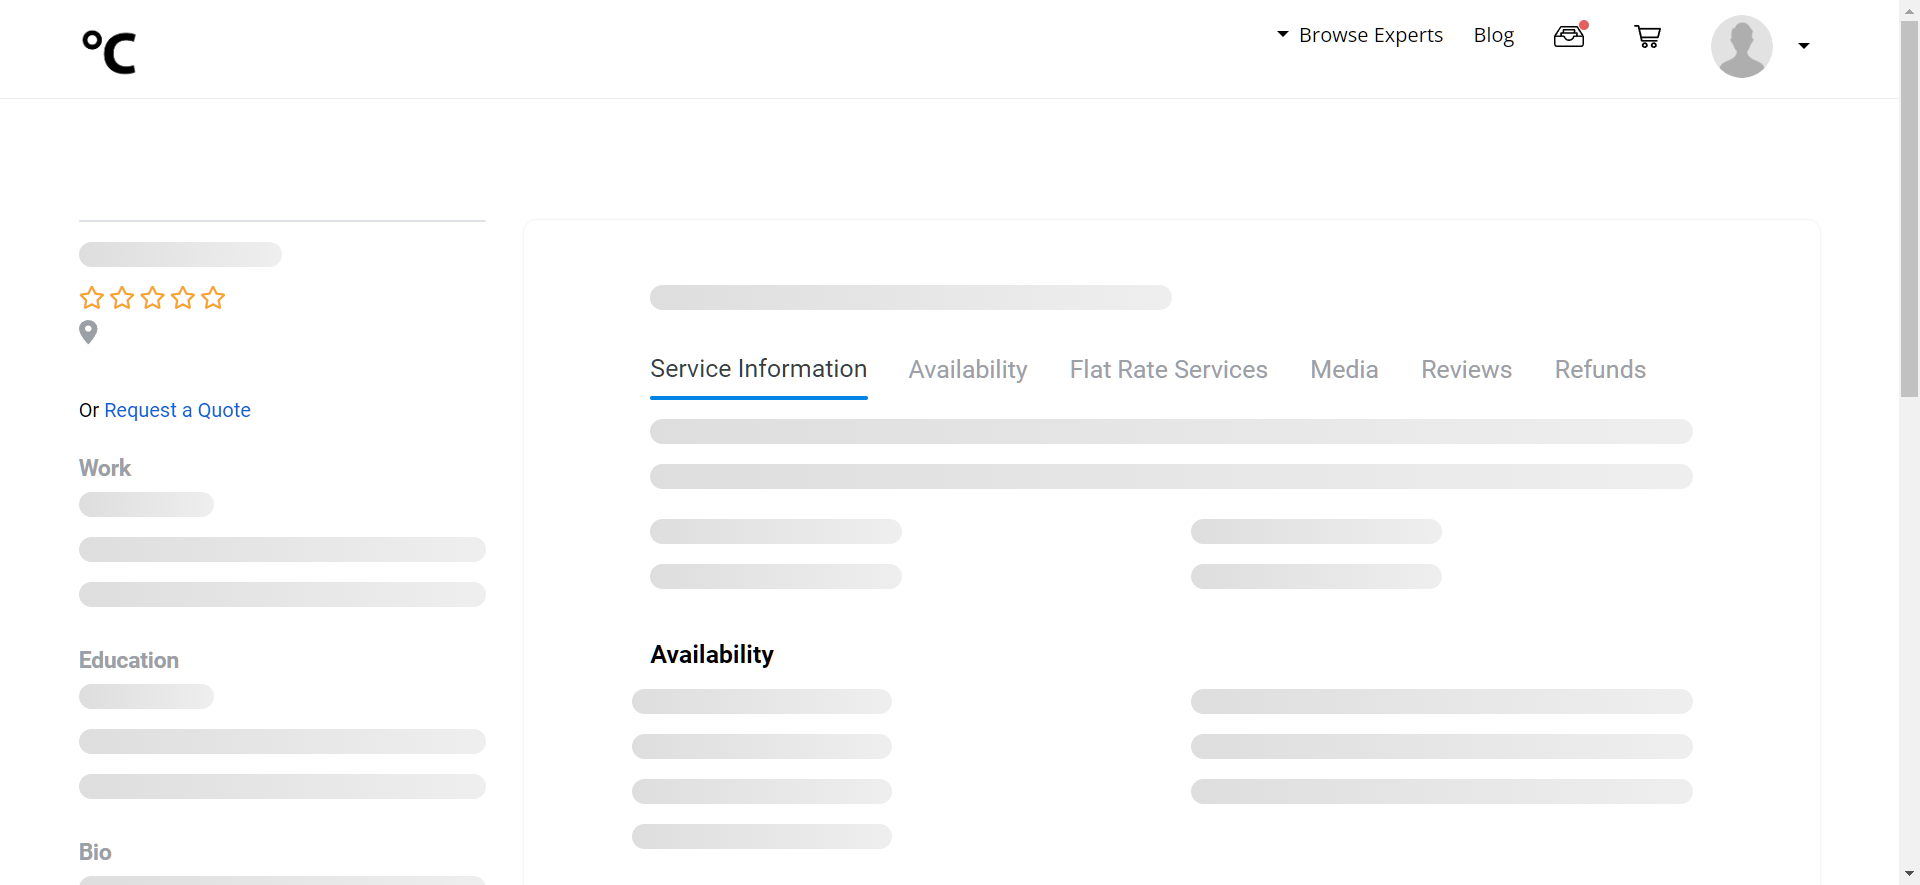 °C
Browse Experts
Blog
Or Request a Quote
Work
Education
Bio
Service Information
Availability
Flat Rate Services
Media
Reviews
Refunds
Availability